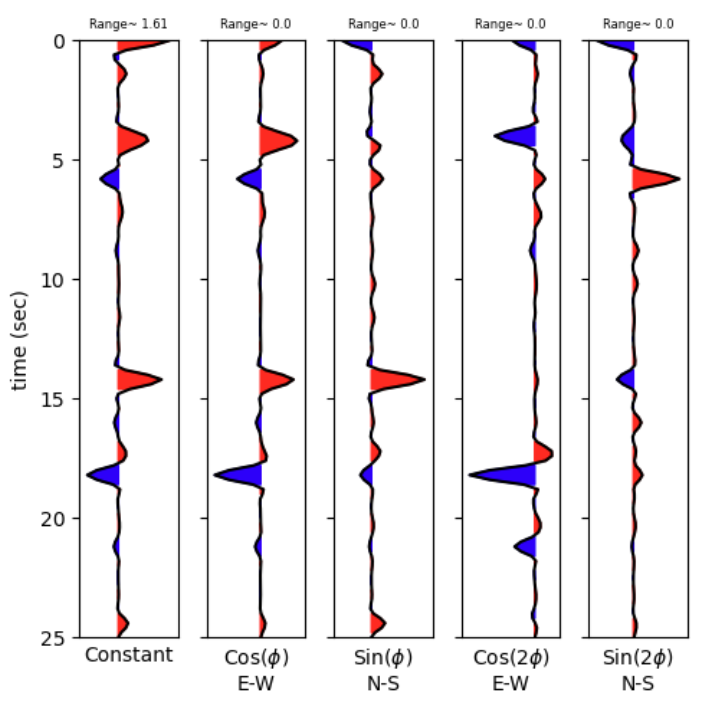 Range~ 1.61 Range~ 0.0 Range~ 0.0 Range~ 0.0 Range~ 0.0
0
5
10
15
20
25
time (sec)
Constant Cos(ϕ) Sin(ϕ) Cos(2ϕ) Sin(2ϕ)
E-W N-S E-W N-S